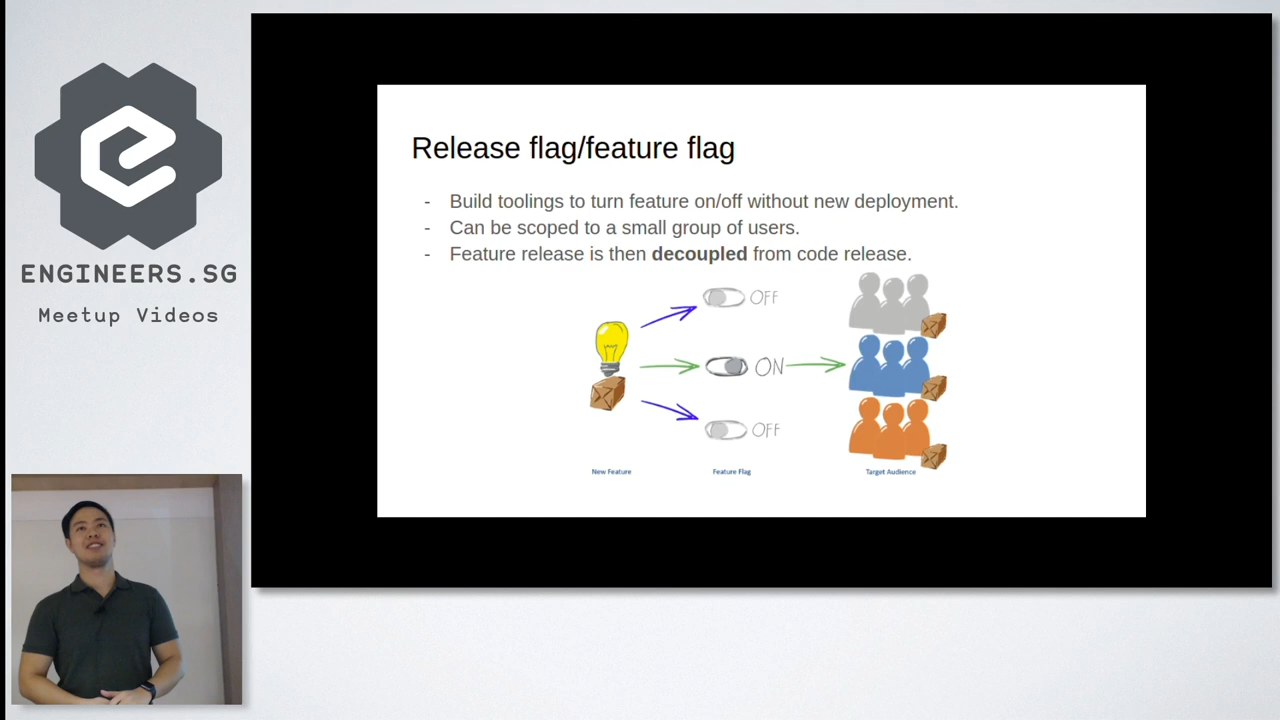 ENGINEERS.SG
Meetup Videos
Release flag/feature flag
- Build toolings to turn feature on/off without new deployment.
- Can be scoped to a small group of users.
- Feature release is then decoupled from code release.
OFF
ON
OFF
New Feature
Feature Flag
Target Audience